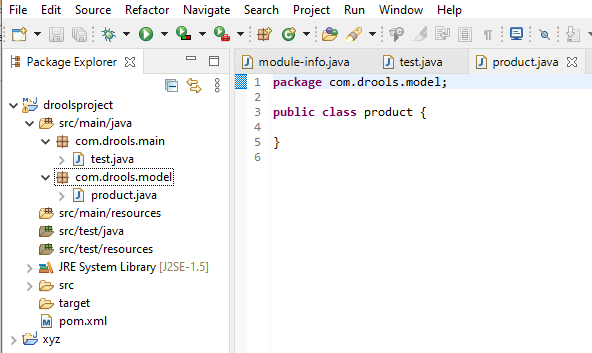 File Edit Source Refactor Navigate Search Project Run Window Help
Package Explorer
droolsproject
src/main/java
com.drools.main
test.java
com.drools.model
product.java
src/main/resources
src/test/java
src/test/resources
JRE System Library [J2SE-1.5]
src
target
pom.xml
xyz
module-info.java test.java product.java
1 package com.drools.model;
2
3 public class product {
4
5 }
6